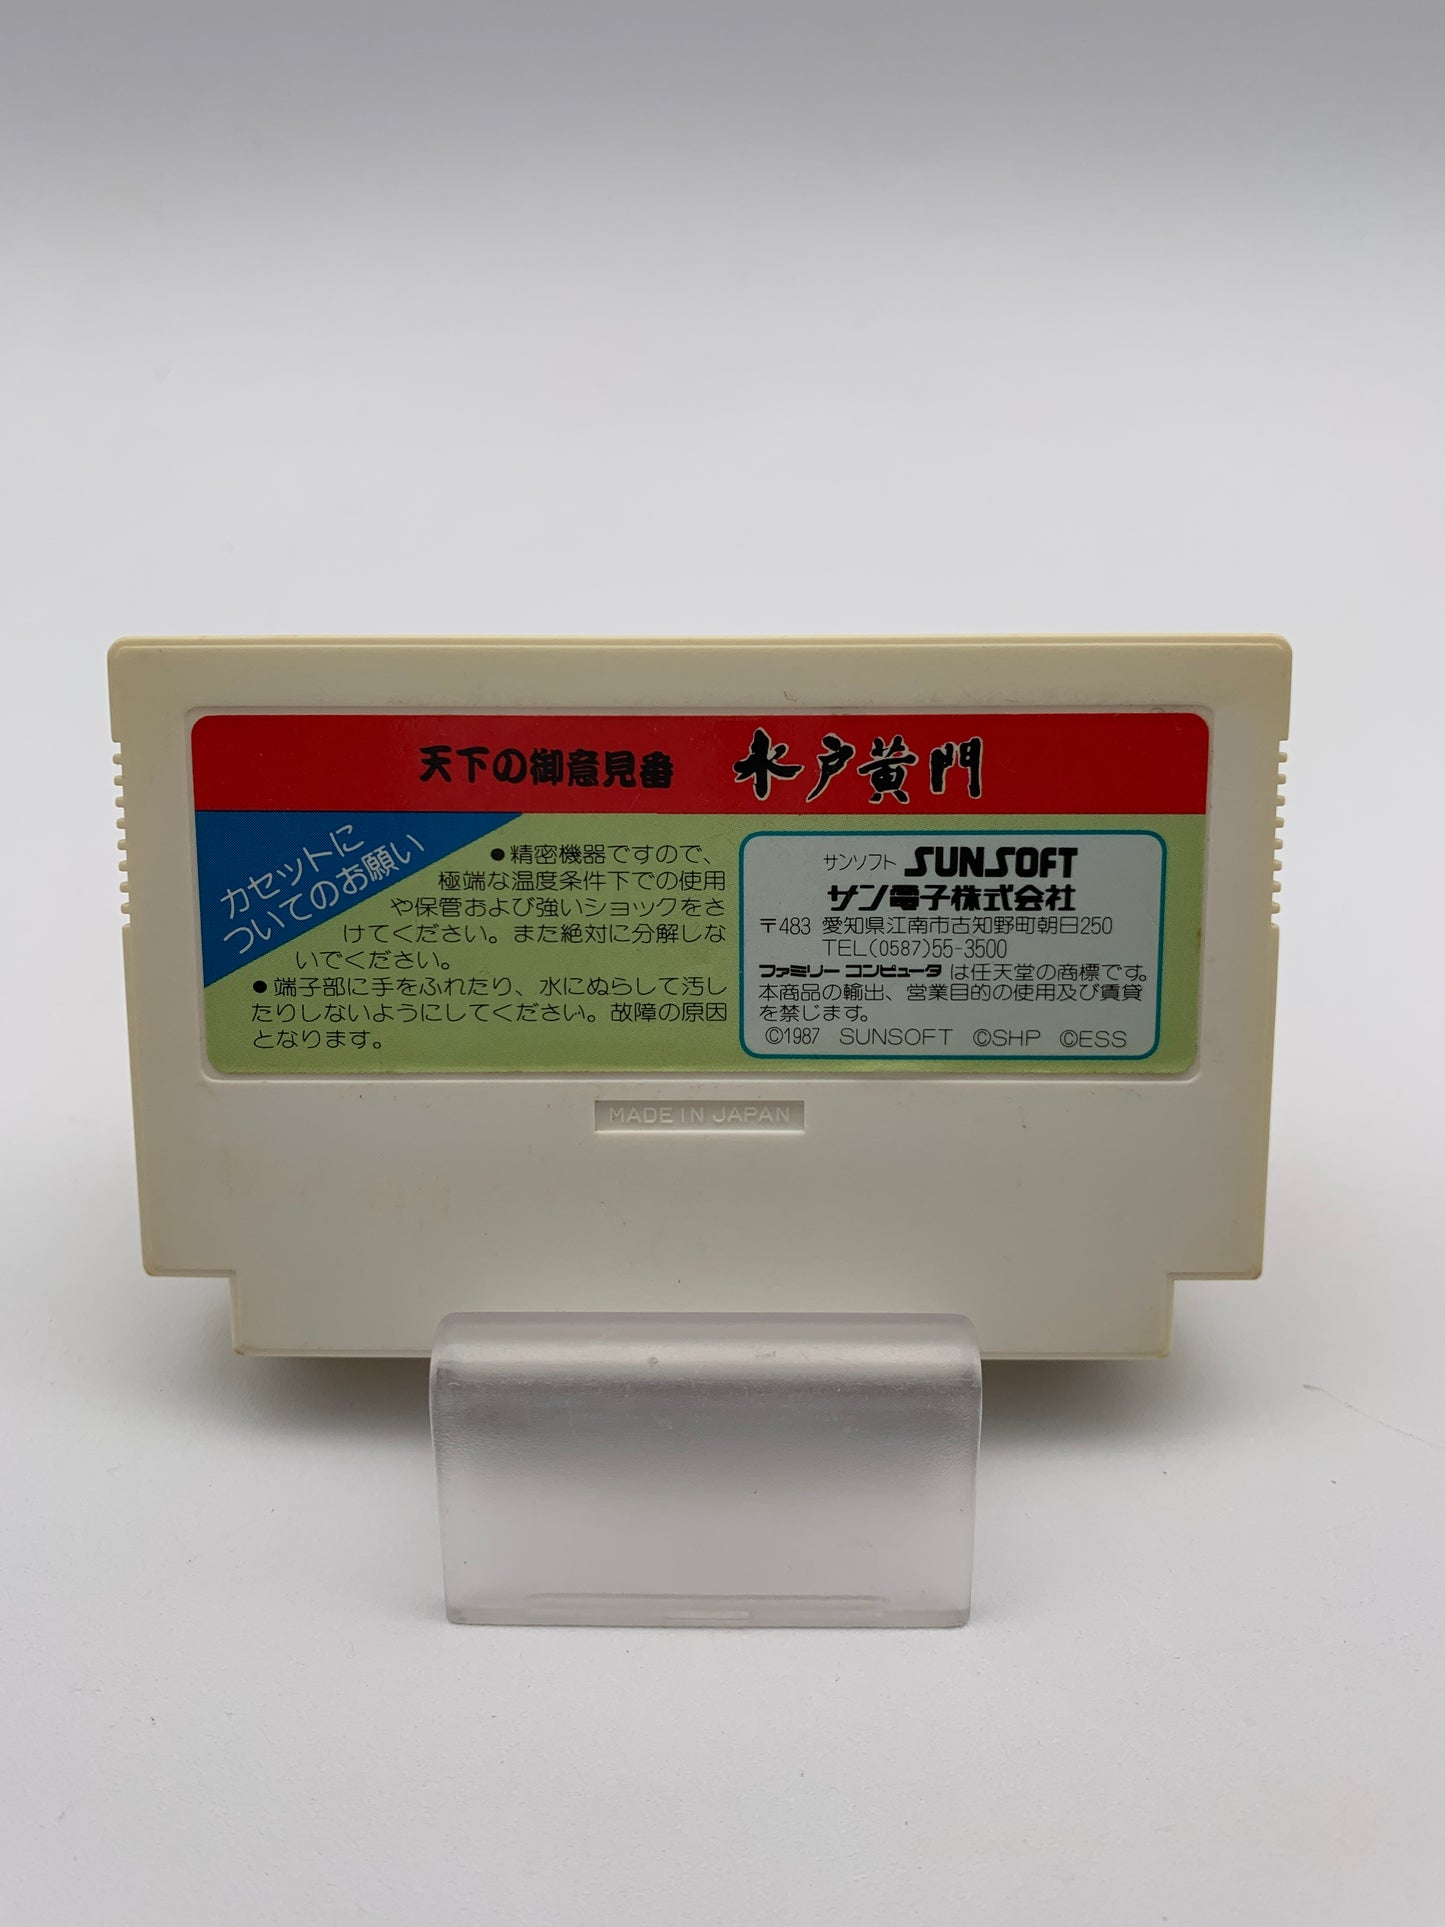 天下の御意見番 水戸黄門
カセットに
ついてのお願い
●精密機器ですので、
極端な温度条件下での使用
や保管および強いショックをさ
けてください。また絶対に分解しな
いでください。
●端子部に手をふれたり、水にぬらして汚し
たりしないようにしてください。故障の原因
となります。
サンソフト SUNSOFT
サン電子株式会社
〒483 愛知県江南市古知野町朝日250
TEL(0587)55-3500
ファミリーコンピュータ は任天堂の商標です。
本商品の輸出、営業目的の使用及び賃貸
を禁じます。
©1987 SUNSOFT ©SHP ©ESS
MADE IN JAPAN